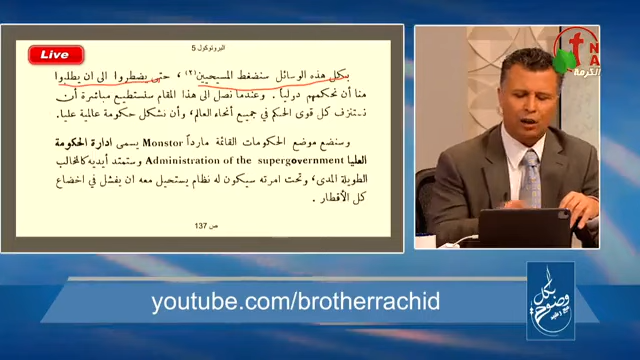 Live
البروتوكول 5
بكل هذه الوسائل سنضغط المسيحيين (٢) ، حتى يضطروا الى ان يطلبوا
منا أن تحكمهم دولياً . وعندما نصل الى هذا المقام سنستطيع مباشرة أن
نستنزف كل قوى الحكم في جميع أنحاء العالم، وأن نشكل حكومة عالمية عليا.
وسنضع موضع الحكومات القائمة مارداً Monstor يسمى ادارة الحكومة
العليا Administration of the supergovernment وستمتد أيديه كالمخالب
الطويلة المدى، وتحت امرته سيكون له نظام يستحيل معه ان يفشل في اخضاع
كل الأقطار .
ص 137
الكرمة
youtube.com/brotherrachid
بكل
وضوح